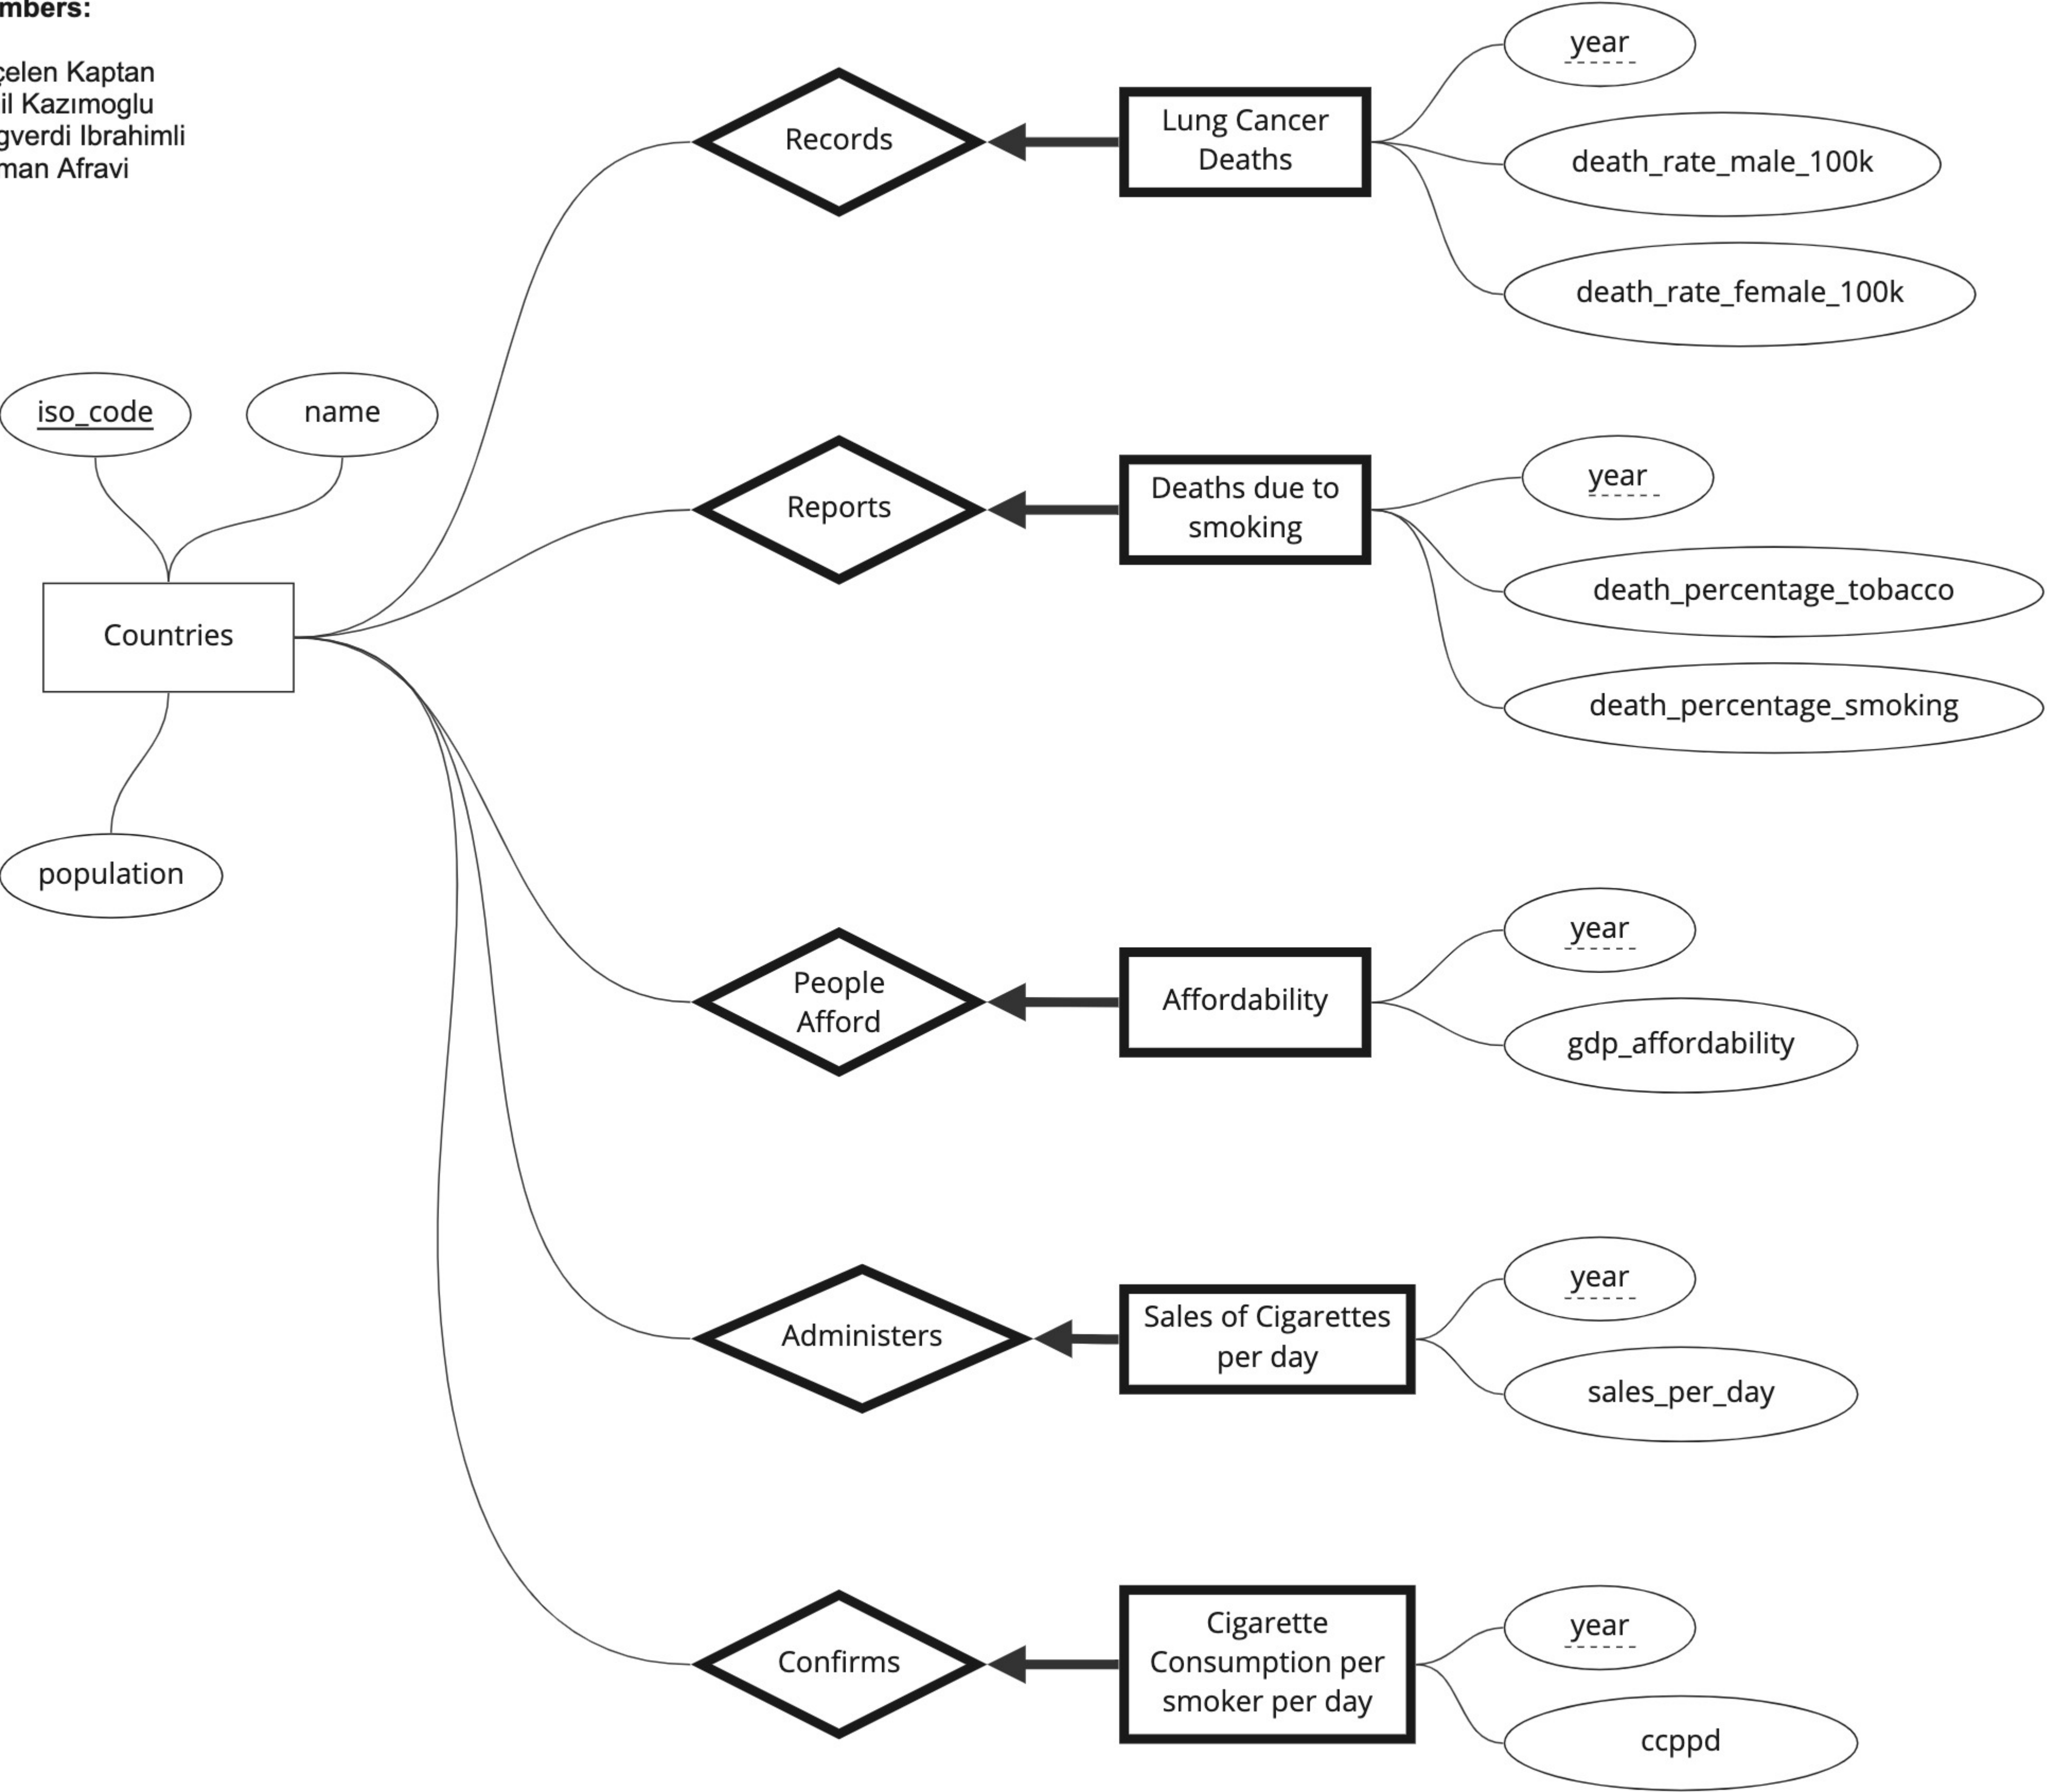 mbers:
çelen Kaptan
il Kazımoglu
gverdi Ibrahimli
man Afravi
year
Records
Lung Cancer
Deaths
death_rate_male_100k
death_rate_female_100k
iso_code
name
Reports
Deaths due to
smoking
year
death_percentage_tobacco
death_percentage_smoking
Countries
population
People
Afford
Affordability
year
gdp_affordability
Administers
Sales of Cigarettes
per day
year
sales_per_day
Confirms
Cigarette
Consumption per
smoker per day
year
ccppd